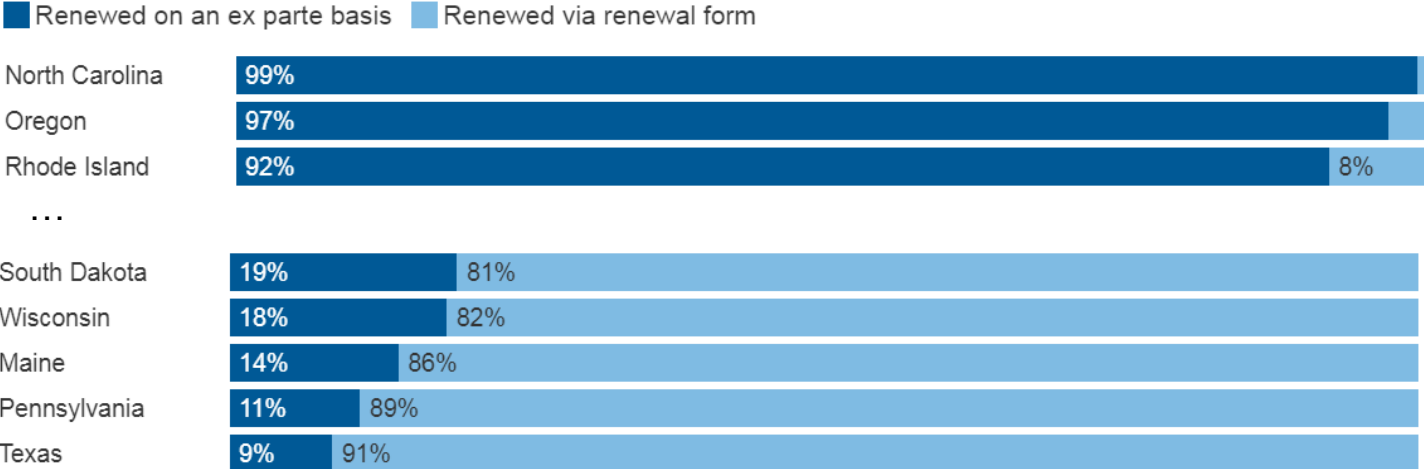 Renewed on an ex parte basis Renewed via renewal form
North Carolina 99%
Oregon 97%
Rhode Island 92% 8%
...
South Dakota 19% 81%
Wisconsin 18% 82%
Maine 14% 86%
Pennsylvania 11% 89%
Texas 9% 91%